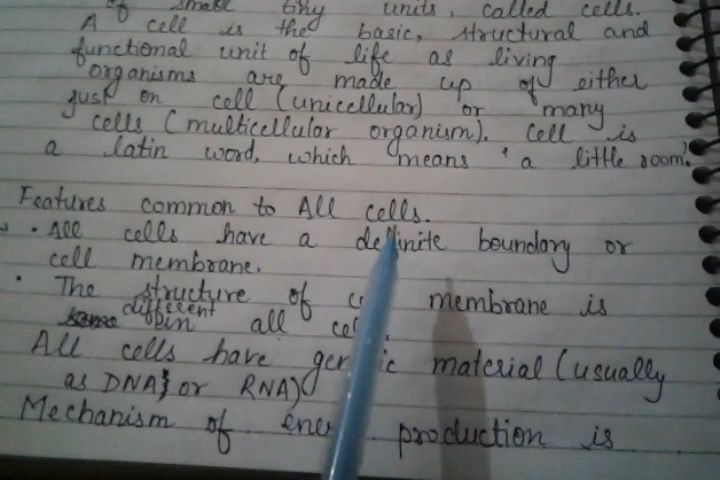 of small tiny units, called cells.
A cell is the basic, structural and
functional unit of life as living
organisms are made up of either
just on cell (unicellular) or many
cells (multicellular organism). Cell is
a latin word, which means 'a little room'.
Features common to All cells.
• All cells have a definite boundary or
cell membrane.
• The structure of membrane is
different in all
All cells have material (usually
as DNA or RNA)
Mechanism of production is